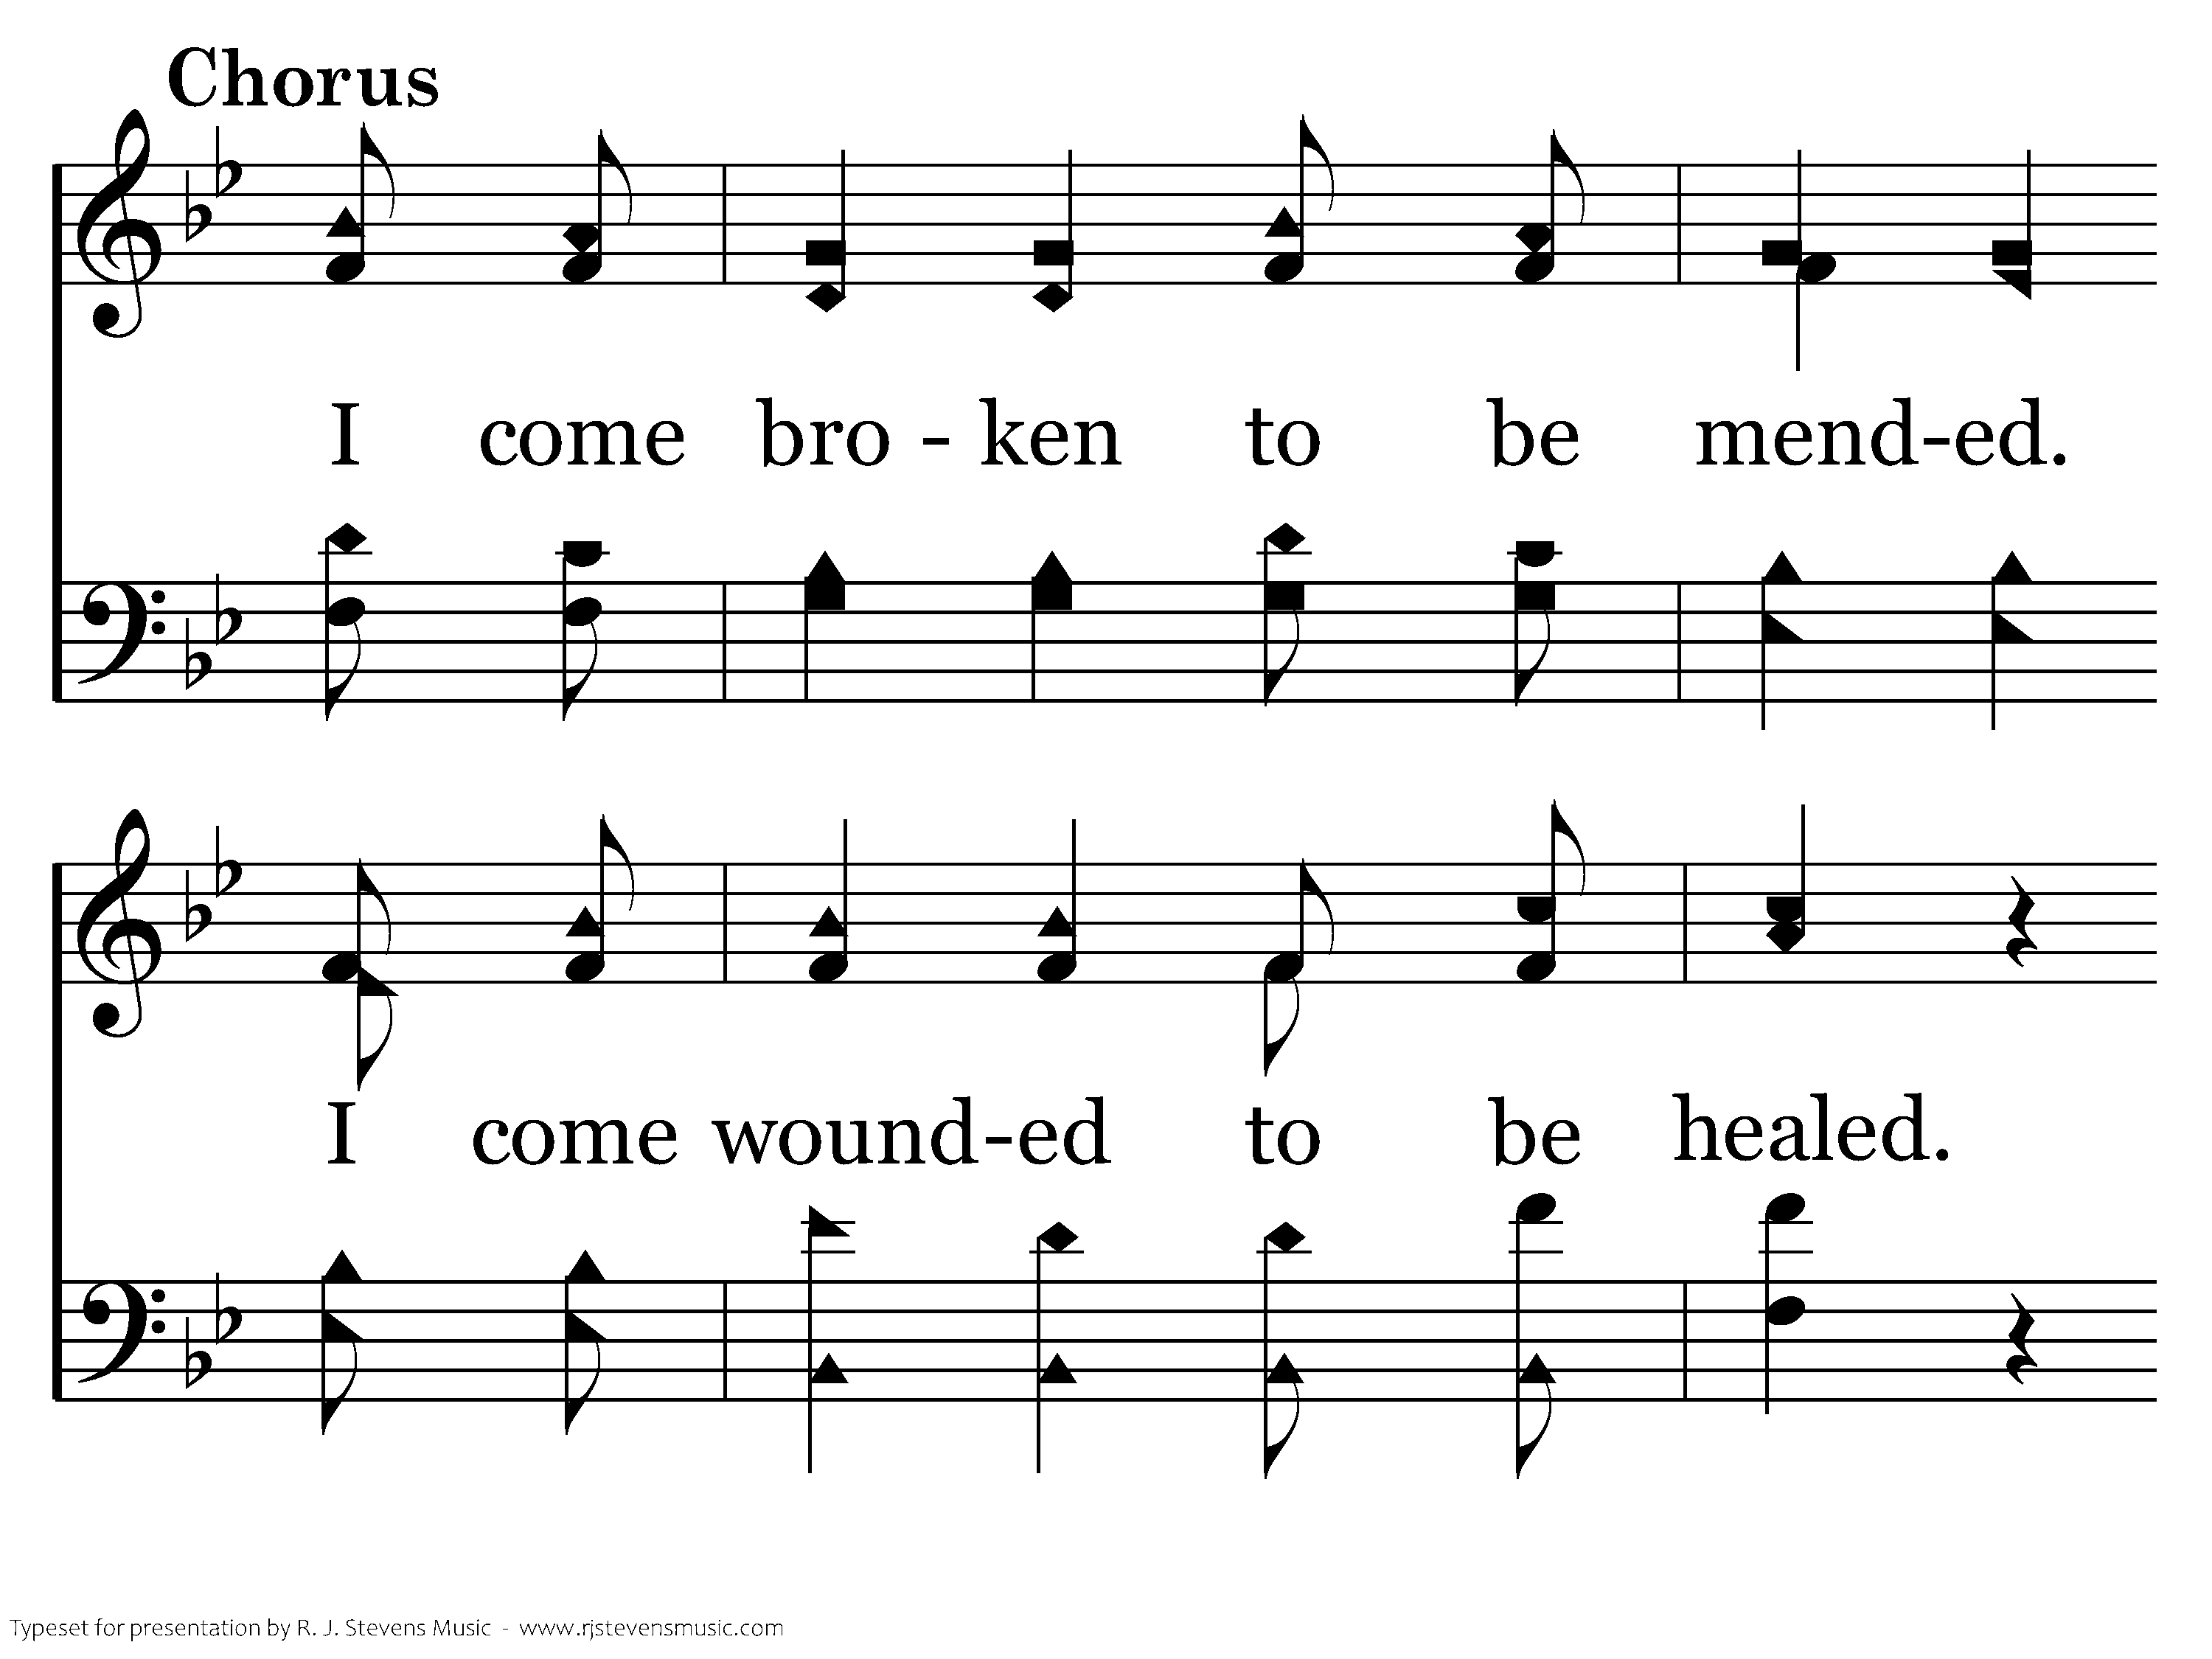 Chorus
I come bro - ken to be mend-ed.
I come wound-ed to be healed.
Typeset for presentation by R. J. Stevens Music - www.rjstevensmusic.com